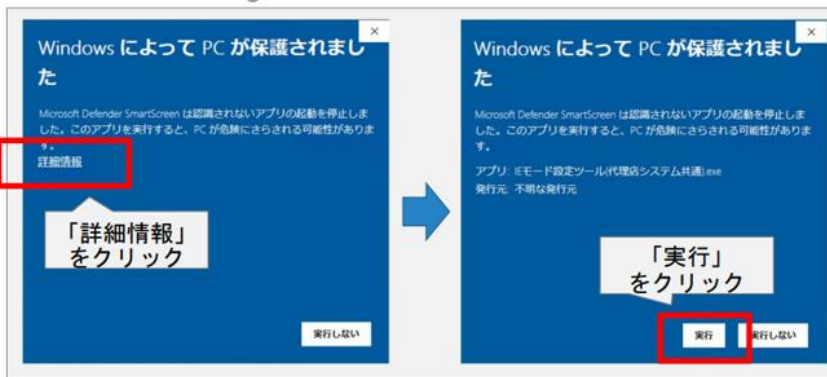 Windows によって PC が保護されまし
た
Microsoft Defender SmartScreen は認識されないアプリの起動を停止しま
した。このアプリを実行すると、PC が危険にさらされる可能性がありま
す。
詳細情報
「詳細情報」
をクリック
実行しない
Windows によって PC が保護されまし
た
Microsoft Defender SmartScreen は認識されないアプリの起動を停止しま
した。このアプリを実行すると、PC が危険にさらされる可能性がありま
す。
アプリ: IEモード設定ツール(代理店システム共通).exe
発行元: 不明な発行元
「実行」
をクリック
実行
実行しない